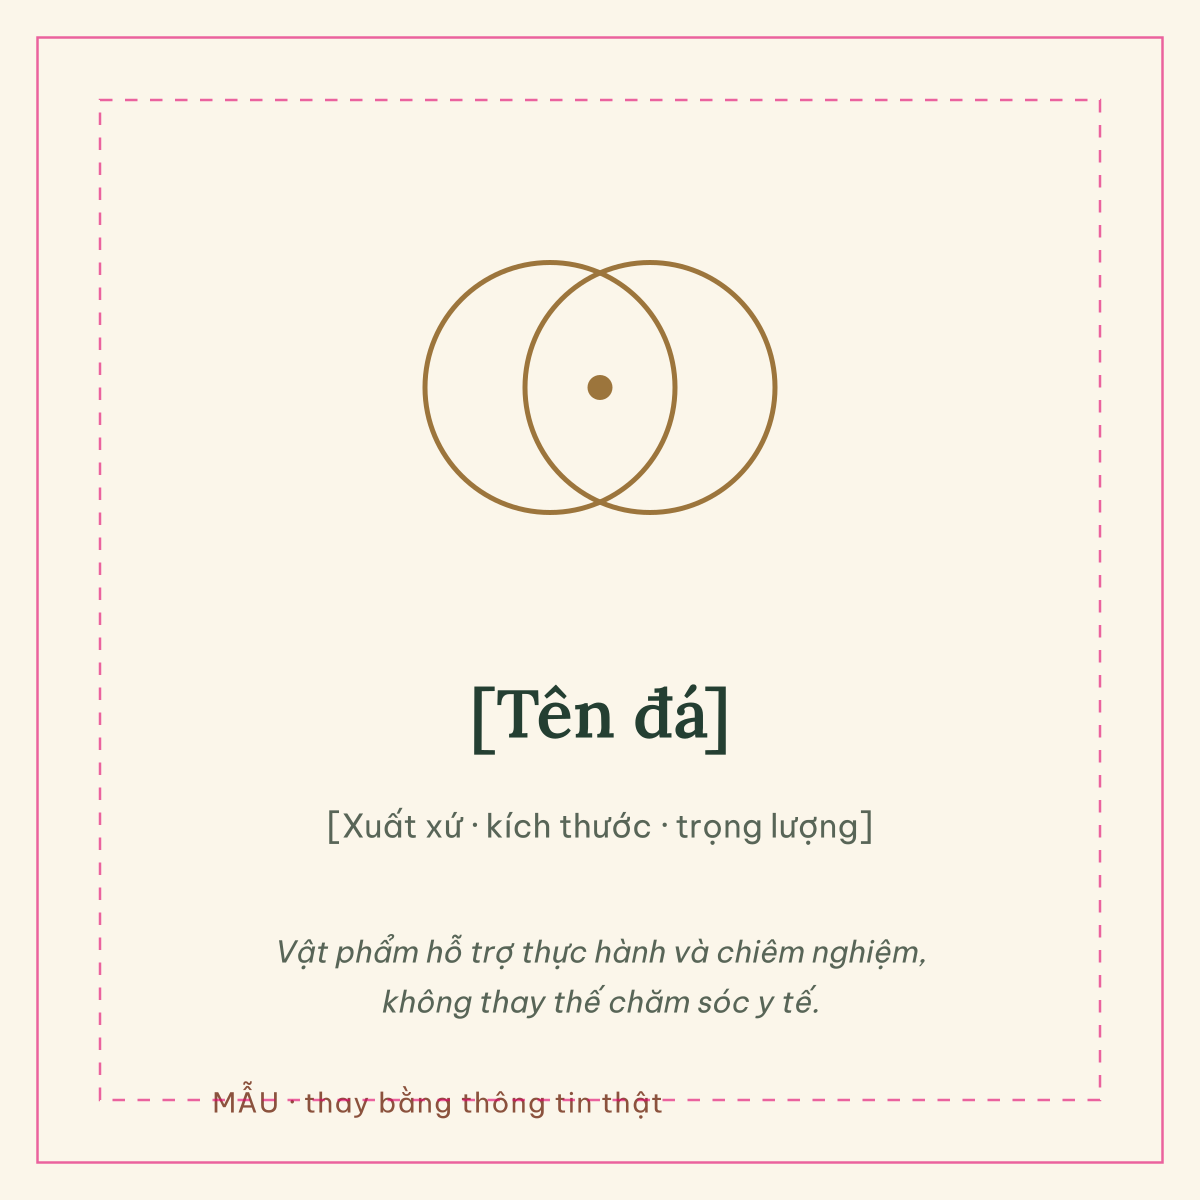 [Tên đá]
[Xuất xứ · kích thước · trọng lượng]
Vật phẩm hỗ trợ thực hành và chiêm nghiệm,
không thay thế chăm sóc y tế.
MẪU · thay bằng thông tin thật